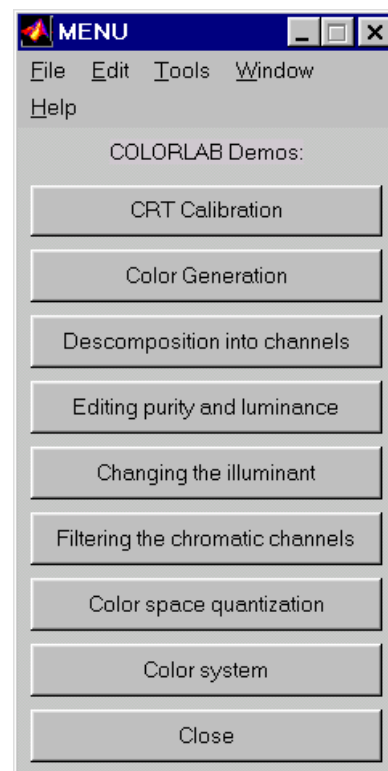 MENU
File Edit Tools Window
Help
COLORLAB Demos:
CRT Calibration
Color Generation
Descomposition into channels
Editing purity and luminance
Changing the illuminant
Filtering the chromatic channels
Color space quantization
Color system
Close